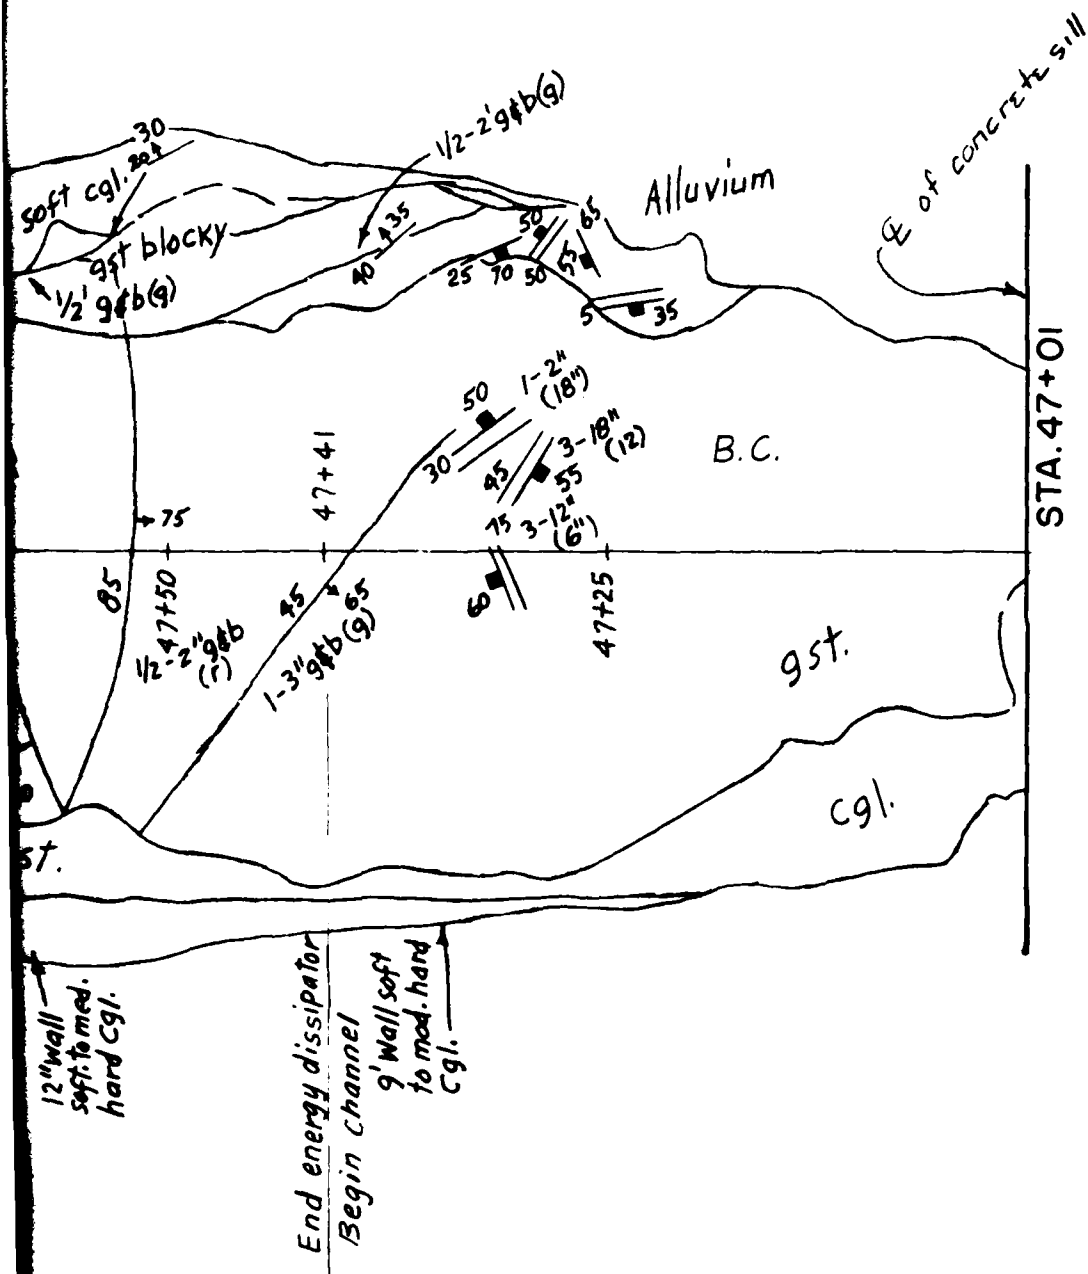 30
20
soft cgl.
gst blocky
1/2' g¢b(g)
1/2-2' g¢b(g)
35
40
25
70
50
50
65
55
5
35
Alluvium
℄ of concrete sill
STA. 47+01
50
30
1-2"
(18")
45
3-18"
(12)
55
75
3-12"
(6")
60
B.C.
47+41
75
85
47+50
1/2-2" g¢b
(r)
45
65
1-3" g¢b(g)
47+25
gst.
cgl.
st.
12" wall
soft. to med.
hard Cgl.
End energy dissipator
Begin channel
9' Wall soft
to mod. hard
Cgl.